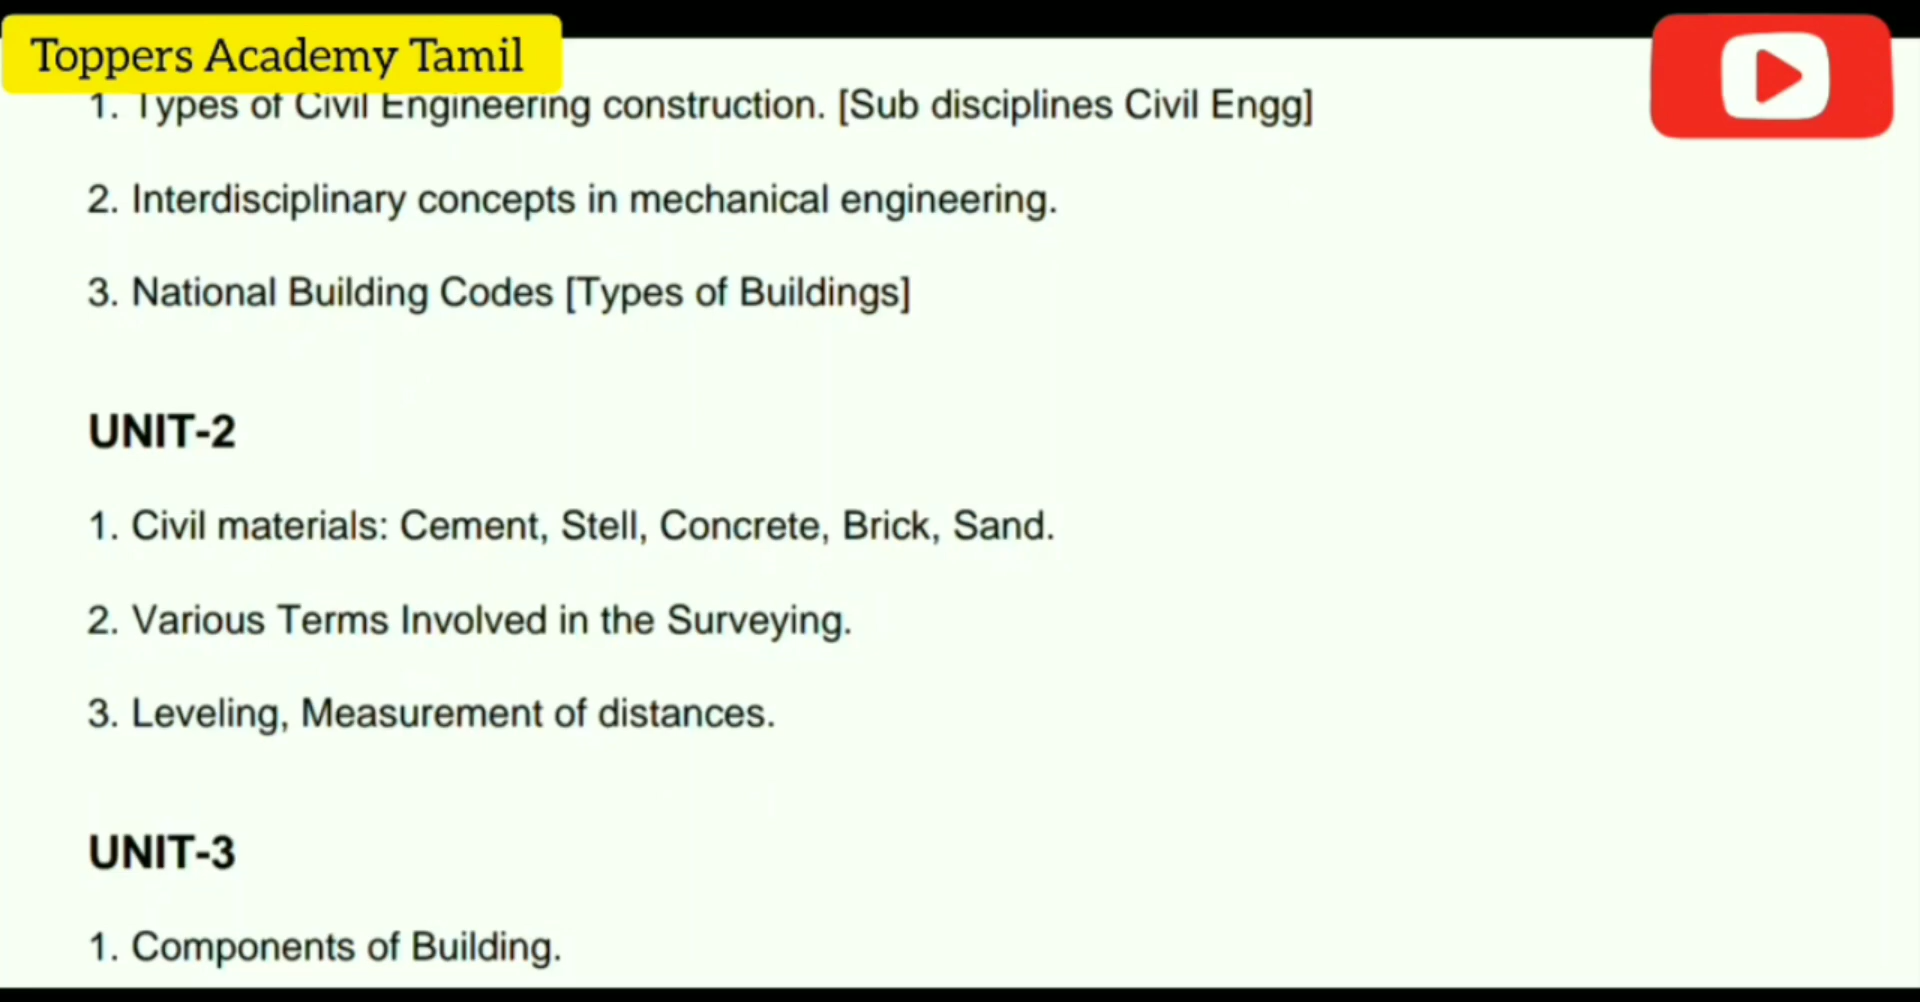 Toppers Academy Tamil
1. Types of Civil Engineering construction. [Sub disciplines Civil Engg]
2. Interdisciplinary concepts in mechanical engineering.
3. National Building Codes [Types of Buildings]
UNIT-2
1. Civil materials: Cement, Stell, Concrete, Brick, Sand.
2. Various Terms Involved in the Surveying.
3. Leveling, Measurement of distances.
UNIT-3
1. Components of Building.